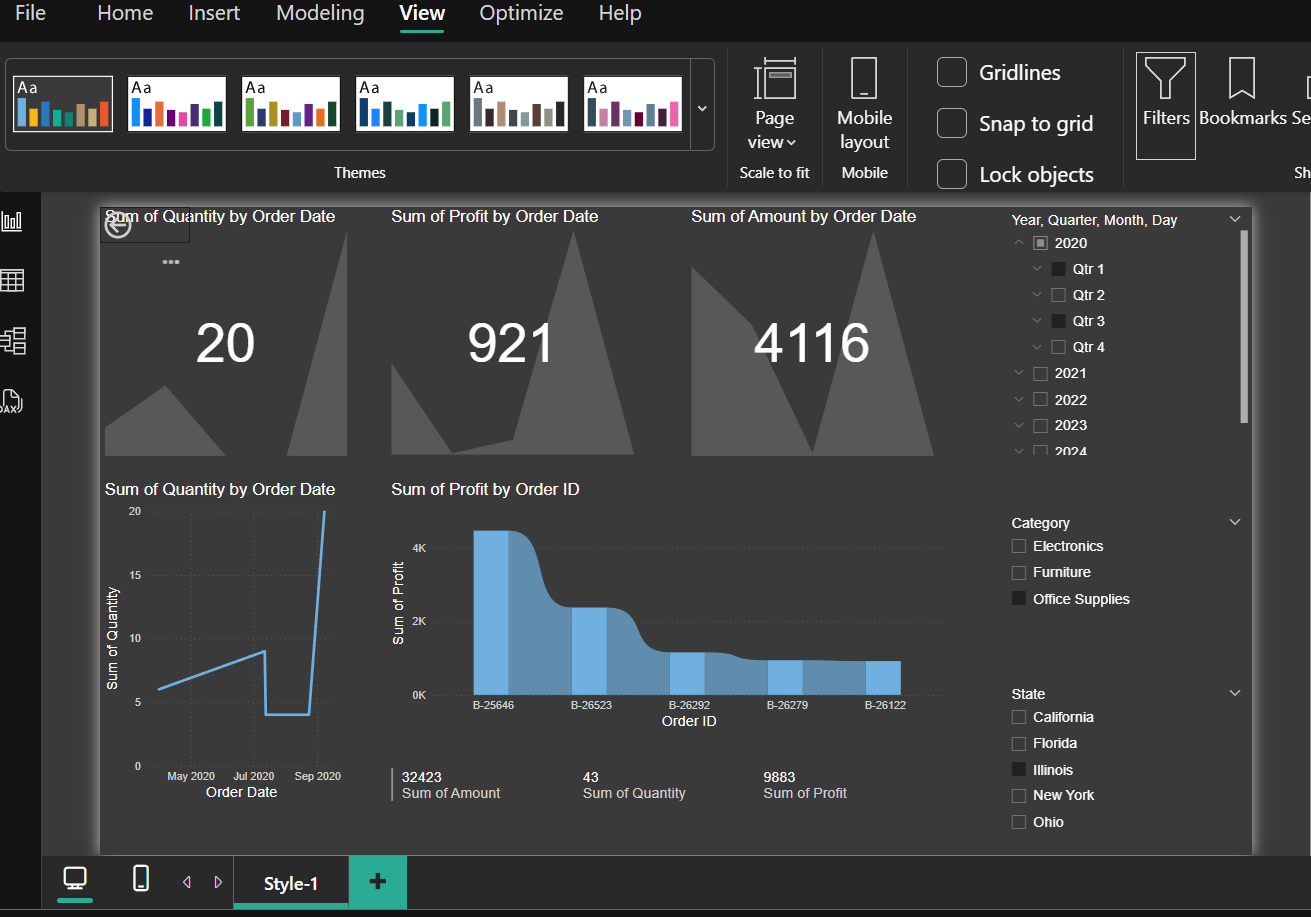 File Home Insert Modeling View Optimize Help
Aa Aa Aa Aa Aa Aa
Themes
Page
view
Scale to fit
Mobile
layout
Mobile
Gridlines
Snap to grid
Lock objects
Filters
Bookmarks
Se
Sh
DAX
Sum of Quantity by Order Date
20
Sum of Profit by Order Date
921
Sum of Amount by Order Date
4116
Year, Quarter, Month, Day
2020
Qtr 1
Qtr 2
Qtr 3
Qtr 4
2021
2022
2023
2024
Sum of Quantity by Order Date
Sum of Quantity
20
15
10
5
0
May 2020 Jul 2020 Sep 2020
Order Date
Sum of Profit by Order ID
Sum of Profit
4K
2K
0K
B-25646 B-26523 B-26292 B-26279 B-26122
Order ID
32423 43 9883
Sum of Amount Sum of Quantity Sum of Profit
Category
Electronics
Furniture
Office Supplies
State
California
Florida
Illinois
New York
Ohio
Style-1
+